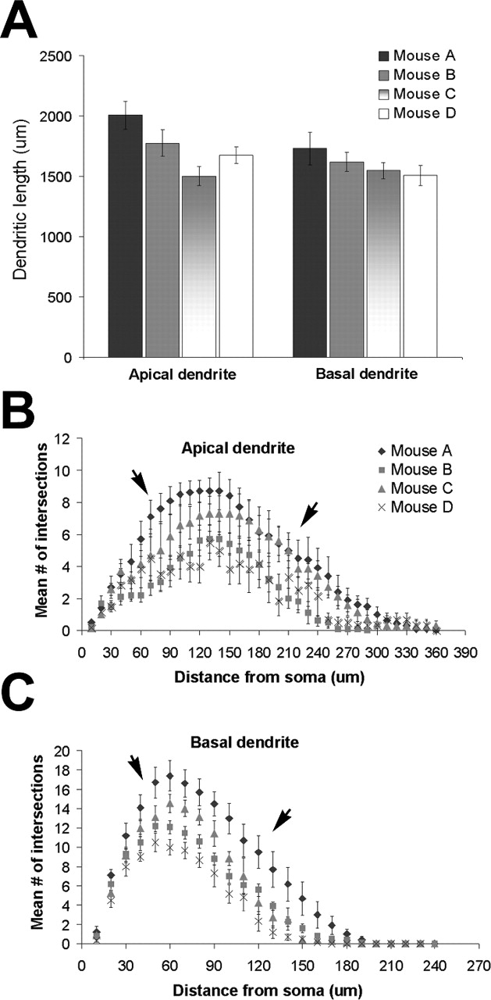 A
2500
2000
1500
1000
500
0
Dendritic length (um)
Mouse A
Mouse B
Mouse C
Mouse D
Apical dendrite
Basal dendrite
B
12
10
8
6
4
2
0
Mean # of intersections
Apical dendrite
Mouse A
Mouse B
Mouse C
Mouse D
0 30 60 90 120 150 180 210 240 270 300 330 360 390
Distance from soma (um)
C
Basal dendrite
20
18
16
14
12
10
8
6
4
2
0
Mean # of intersections
0 30 60 90 120 150 180 210 240 270
Distance from soma (um)